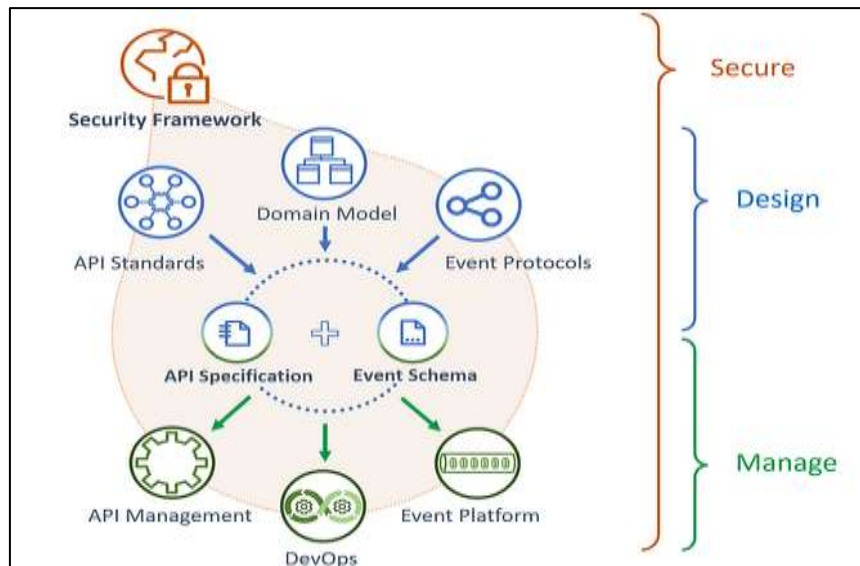 Secure
Security Framework
Design
Domain Model
API Standards
Event Protocols
API Specification
Event Schema
Manage
API Management
Event Platform
DevOps